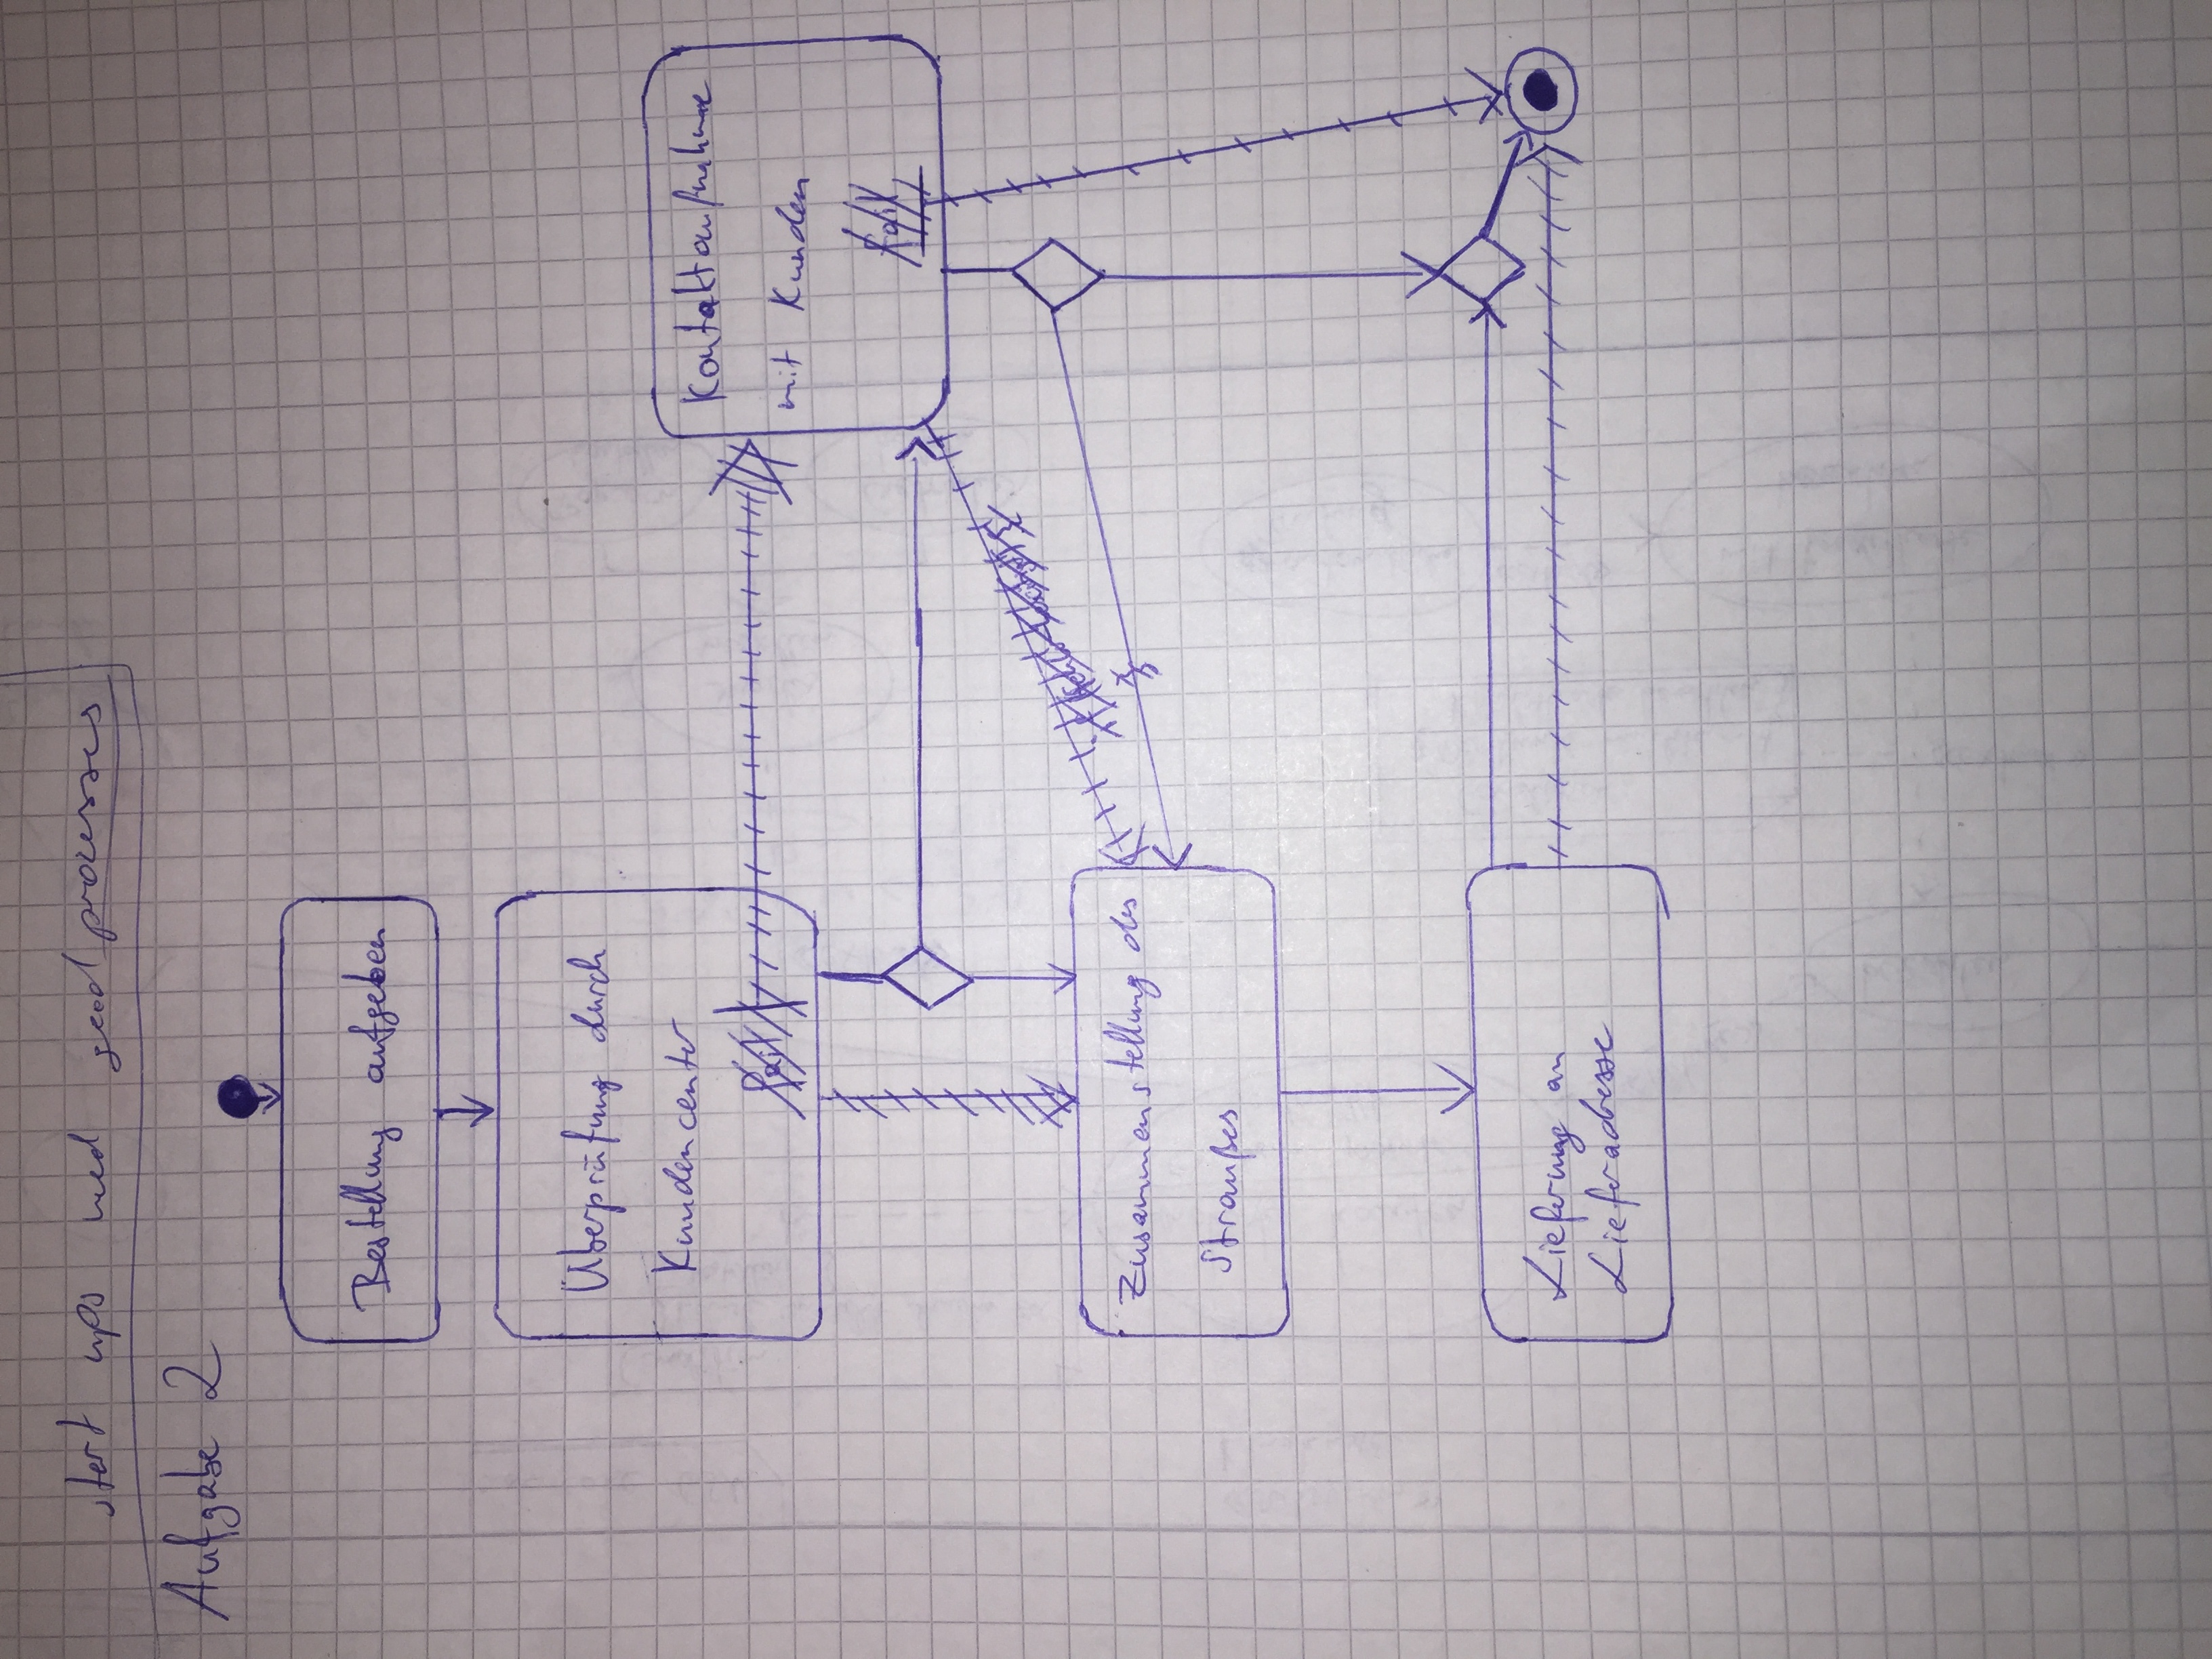 start ups need good processes
Aufgabe 2
Bestellung aufgeben
Überprüfung durch
Kundencenter
Kontaktaufnahme
mit Kunden
fail
Zusammenstellung des
Straußes
Lieferung an
Lieferadresse